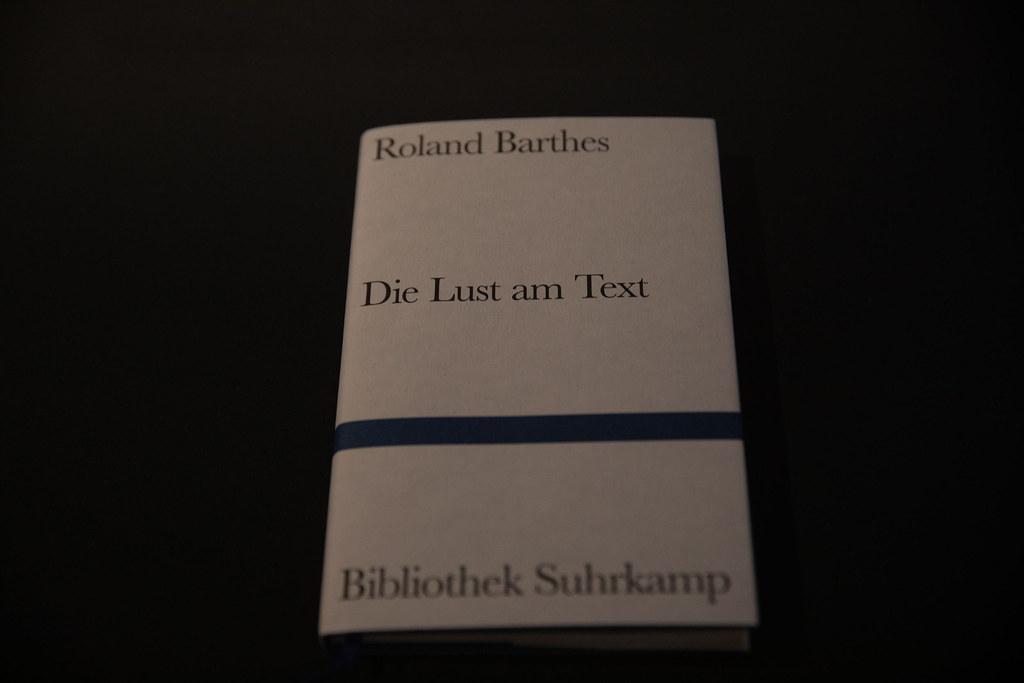 Roland Barthes
Die Lust am Text
Bibliothek Suhrkamp